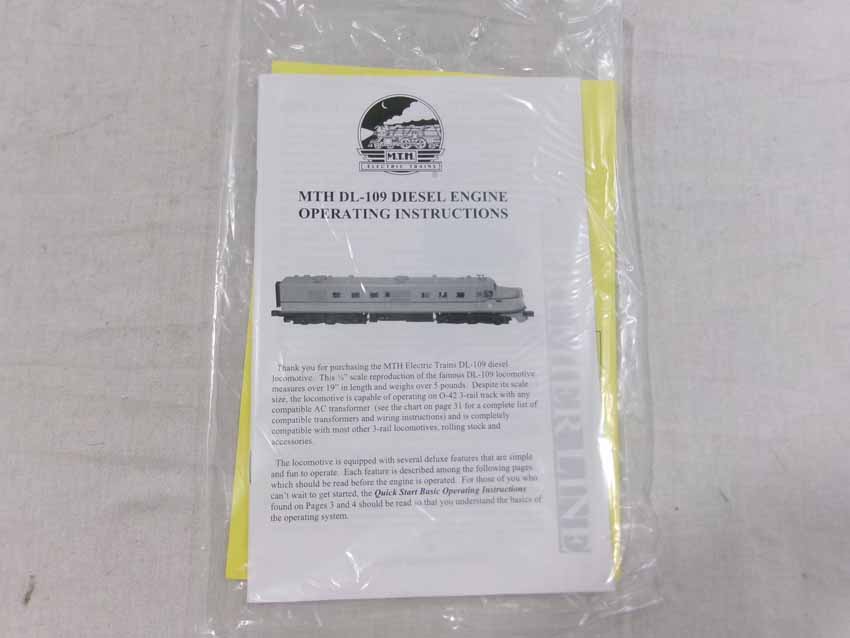 M.T.H.
ELECTRIC TRAINS
MTH DL-109 DIESEL ENGINE
OPERATING INSTRUCTIONS
Thank you for purchasing the MTH Electric Trains DL-109 diesel
locomotive. This ¼" scale reproduction of the famous DL-109 locomotive
measures over 19" in length and weighs over 5 pounds. Despite its scale
size, the locomotive is capable of operating on O-42 3-rail track with any
compatible AC transformer (see the chart on page 31 for a complete list of
compatible transformers and wiring instructions) and is completely
compatible with most other 3-rail locomotives, rolling stock and
accessories.
The locomotive is equipped with several deluxe features that are simple
and fun to operate. Each feature is described among the following pages
which should be read before the engine is operated. For those of you who
can't wait to get started, the Quick Start Basic Operating Instructions
found on Pages 3 and 4 should be read so that you understand the basics of
the operating system.
LINE